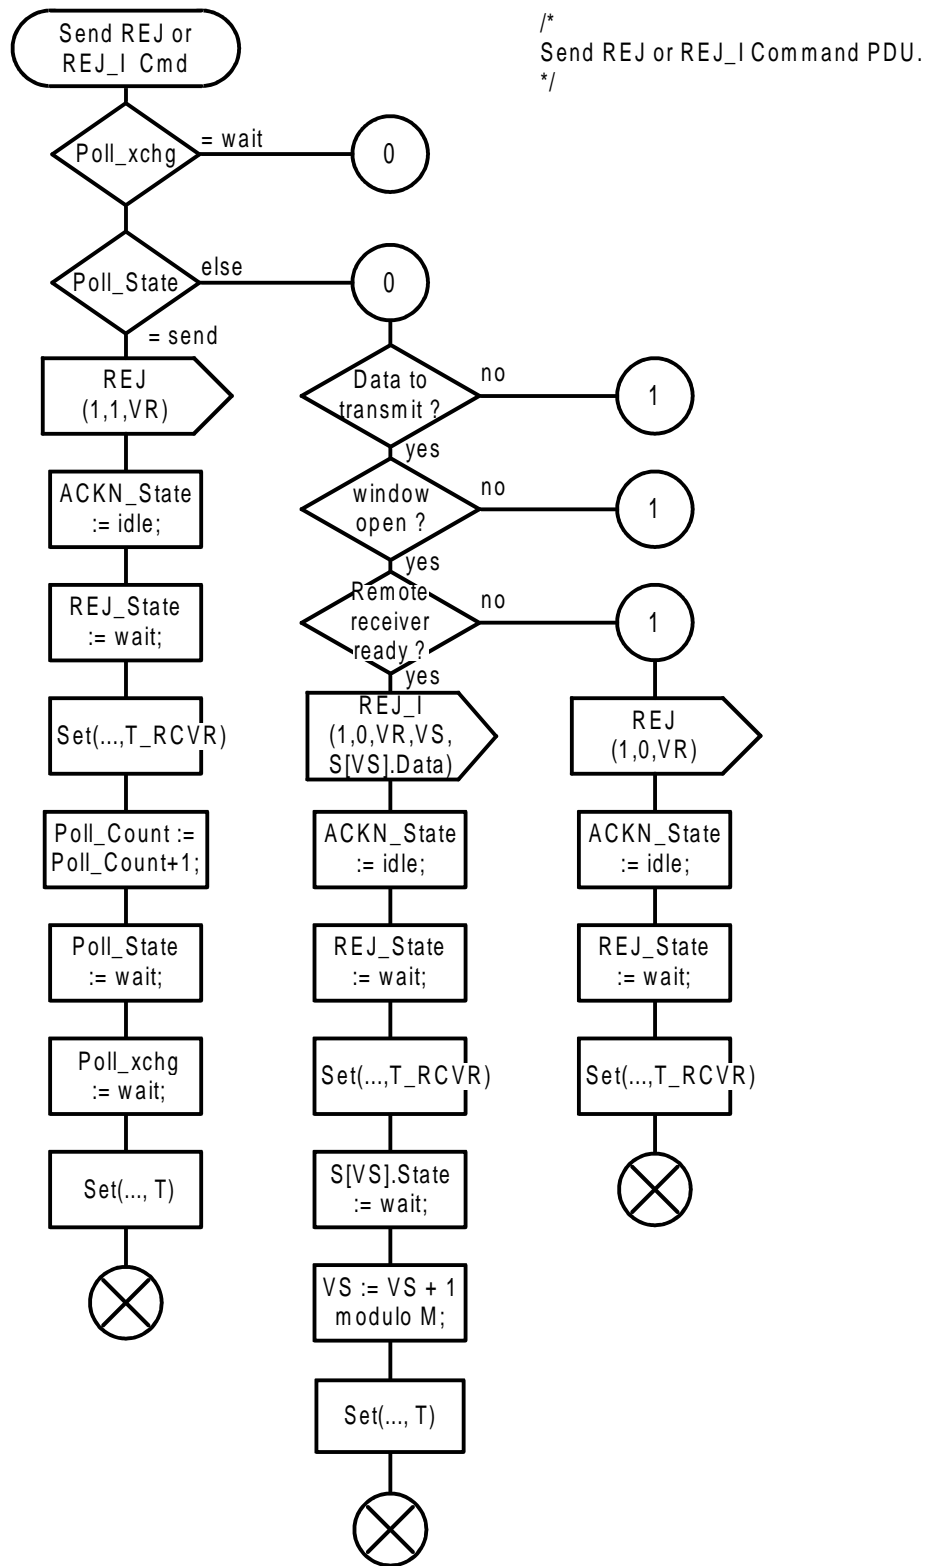 Send REJ or
REJ_I Cmd
/*
Send REJ or REJ_I Command PDU.
*/
Poll_xchg
= wait
0
Poll_State
else
0
= send
REJ
(1,1,VR)
ACKN_State
:= idle;
REJ_State
:= wait;
Set(...,T_RCVR)
Poll_Count :=
Poll_Count+1;
Poll_State
:= wait;
Poll_xchg
:= wait;
Set(..., T)
Data to
transmit ?
no
1
yes
window
open ?
no
1
yes
Remote
receiver
ready ?
no
1
yes
REJ_I
(1,0,VR,VS,
S[VS].Data)
ACKN_State
:= idle;
REJ_State
:= wait;
Set(...,T_RCVR)
S[VS].State
:= wait;
VS := VS + 1
modulo M;
Set(..., T)
REJ
(1,0,VR)
ACKN_State
:= idle;
REJ_State
:= wait;
Set(...,T_RCVR)